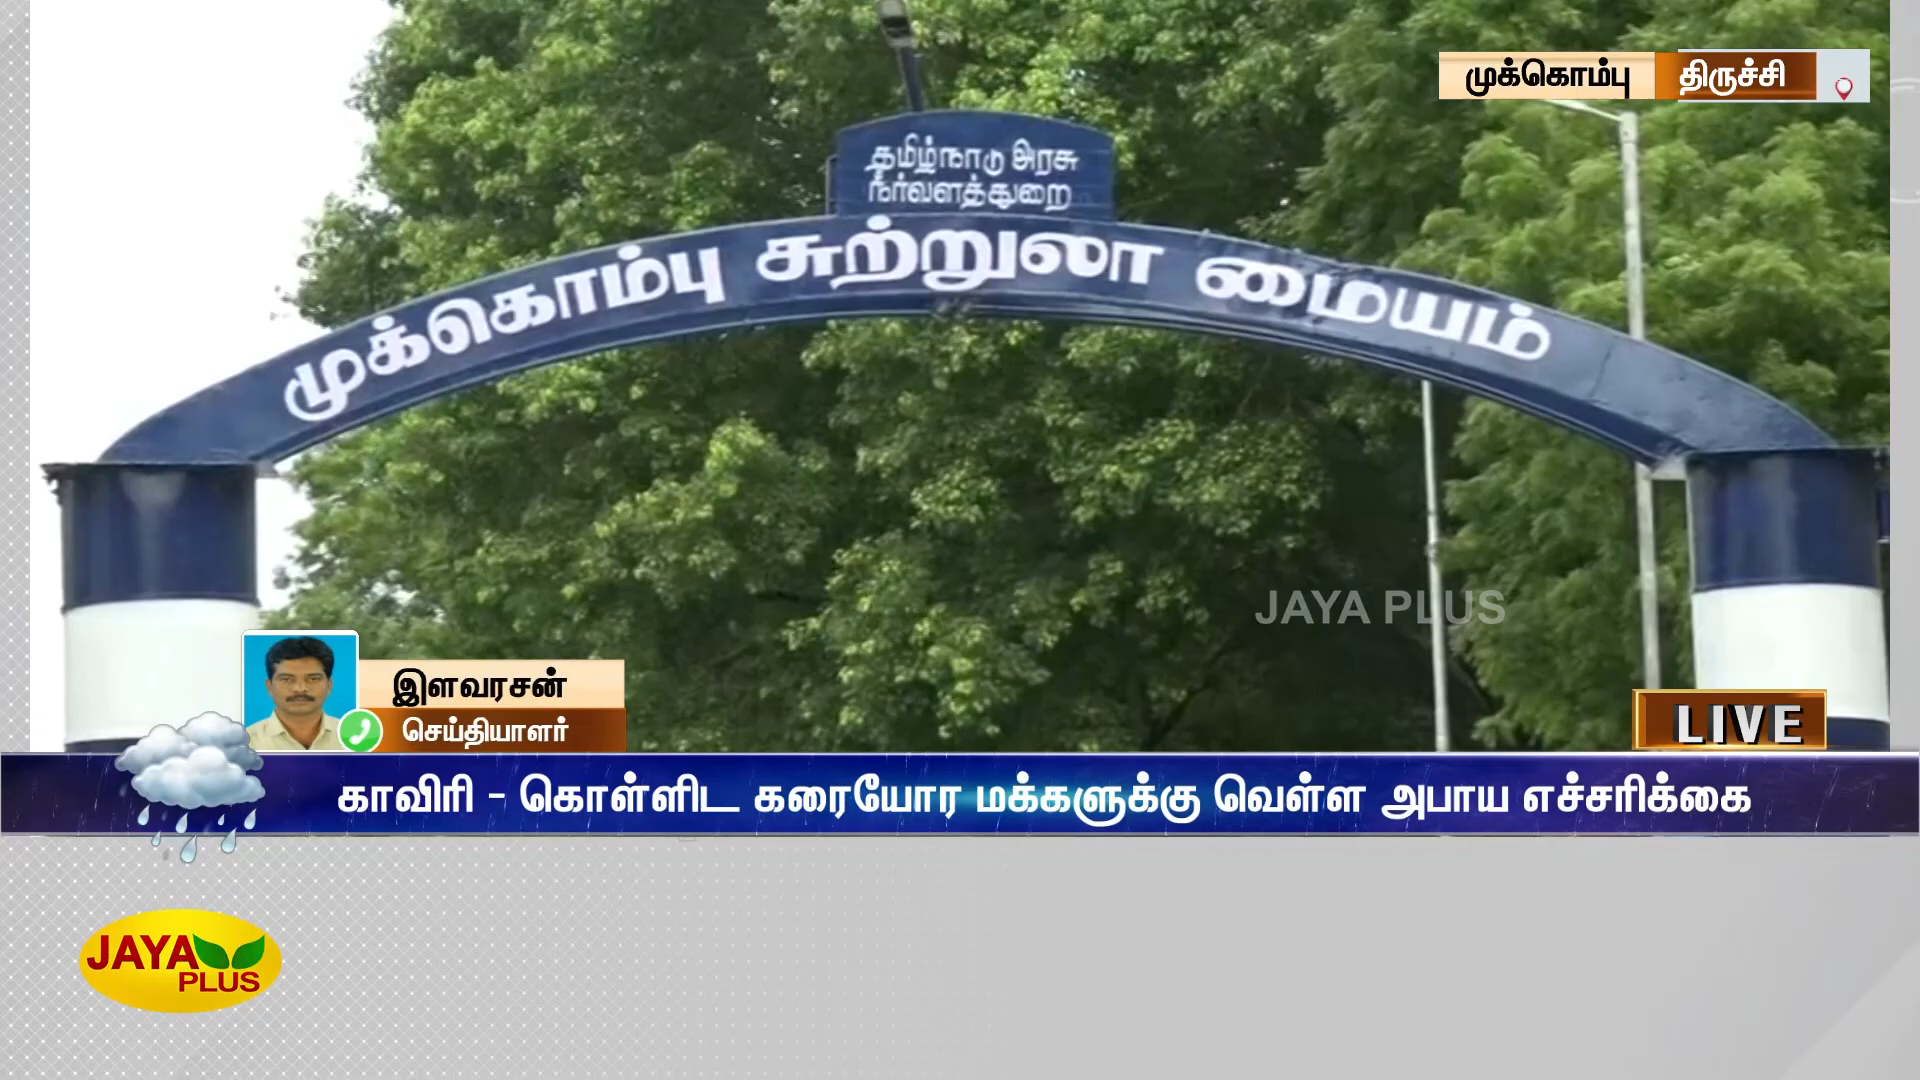 முக்கொம்பு திருச்சி
தமிழ்நாடு அரசு
நீர்வளத்துறை
முக்கொம்பு சுற்றுலா மையம்
JAYA PLUS
இளவரசன்
செய்தியாளர்
LIVE
காவிரி - கொள்ளிட கரையோர மக்களுக்கு வெள்ள அபாய எச்சரிக்கை
JAYA
PLUS